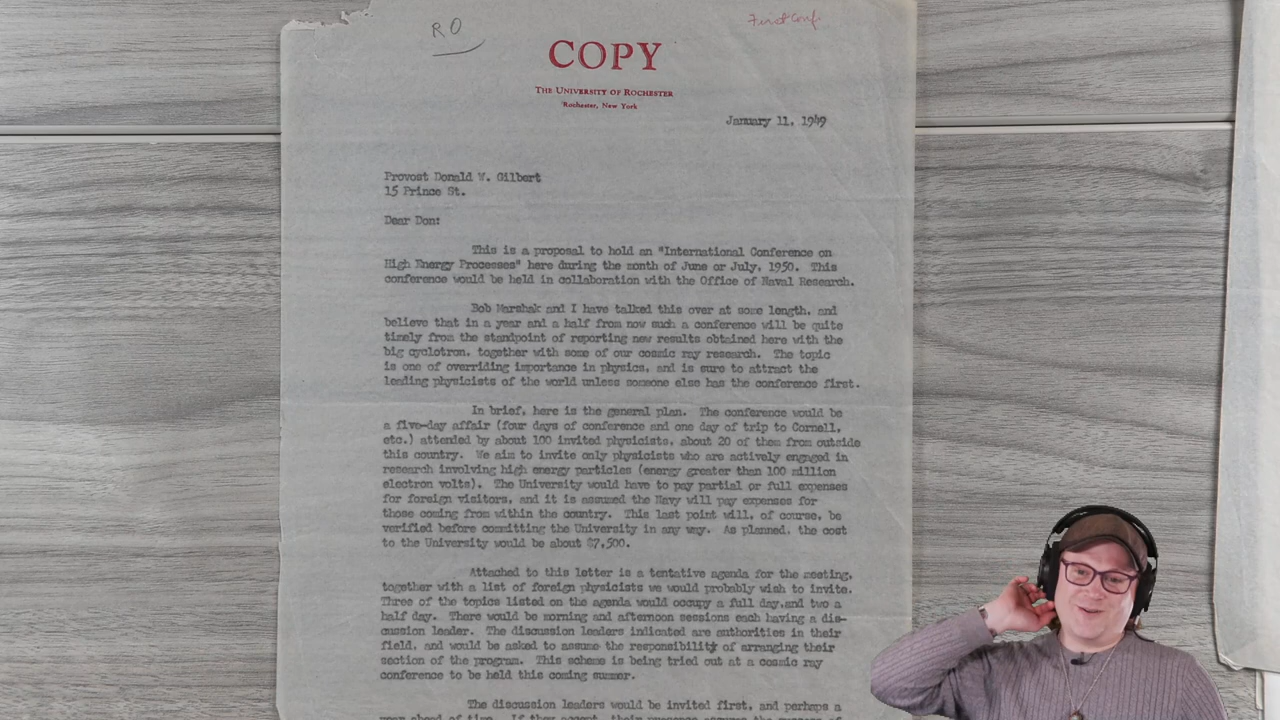 RO
COPY
THE UNIVERSITY OF ROCHESTER
Rochester, New York
January 11, 1949
Provost Donald W. Gilbert
15 Prince St.
Dear Don:
This is a proposal to hold an "International Conference on
High Energy Processes" here during the month of June or July, 1950. This
conference would be held in collaboration with the Office of Naval Research.
Bob Marshak and I have talked this over at some length, and
believe that in a year and a half from now such a conference will be quite
timely from the standpoint of reporting new results obtained here with the
big cyclotron, together with some of our cosmic ray research. The topic
is one of overriding importance in physics, and is sure to attract the
leading physicists of the world unless someone else has the conference first.
In brief, here is the general plan. The conference would be
a five-day affair (four days of conference and one day of trip to Cornell,
etc.) attended by about 100 invited physicists, about 20 of them from outside
this country. We aim to invite only physicists who are actively engaged in
research involving high energy particles (energy greater than 100 million
electron volts). The University would have to pay partial or full expenses
for foreign visitors, and it is assumed the Navy will pay expenses for
those coming from within the country. This last point will, of course, be
verified before committing the University in any way. As planned, the cost
to the University would be about $7,500.
Attached to this letter is a tentative agenda for the meeting,
together with a list of foreign physicists we would probably wish to invite.
Three of the topics listed on the agenda would occupy a full day,and two a
half day. There would be morning and afternoon sessions each having a dis-
cussion leader. The discussion leaders indicated are authorities in their
field, and would be asked to assume the responsibility of arranging their
section of the program. This scheme is being tried out at a cosmic ray
conference to be held this coming summer.
The discussion leaders would be invited first, and perhaps a
year ahead of time. If they accept, their presence